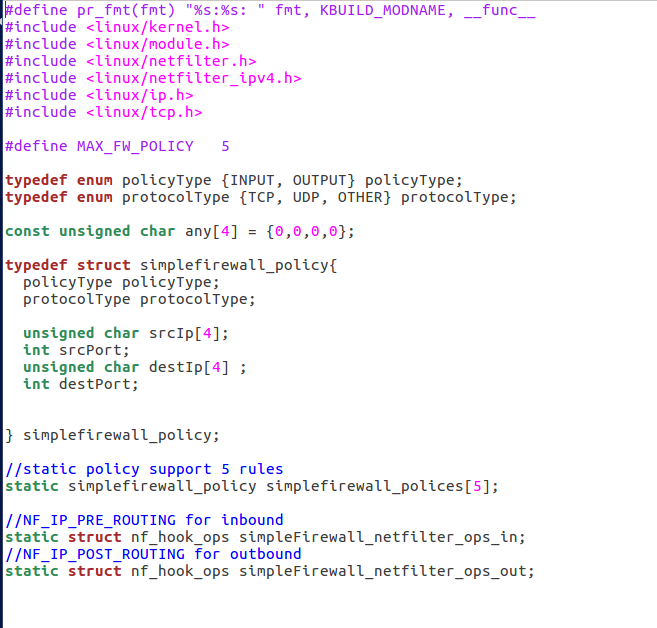 #define pr_fmt(fmt) "%s:%s: " fmt, KBUILD_MODNAME, __func__
#include <linux/kernel.h>
#include <linux/module.h>
#include <linux/netfilter.h>
#include <linux/netfilter_ipv4.h>
#include <linux/ip.h>
#include <linux/tcp.h>

#define MAX_FW_POLICY   5

typedef enum policyType {INPUT, OUTPUT} policyType;
typedef enum protocolType {TCP, UDP, OTHER} protocolType;

const unsigned char any[4] = {0,0,0,0};

typedef struct simplefirewall_policy{
  policyType policyType;
  protocolType protocolType;

  unsigned char srcIp[4];
  int srcPort;
  unsigned char destIp[4] ;
  int destPort;


} simplefirewall_policy;

//static policy support 5 rules
static simplefirewall_policy simplefirewall_polices[5];

//NF_IP_PRE_ROUTING for inbound
static struct nf_hook_ops simpleFirewall_netfilter_ops_in;
//NF_IP_POST_ROUTING for outbound
static struct nf_hook_ops simpleFirewall_netfilter_ops_out;